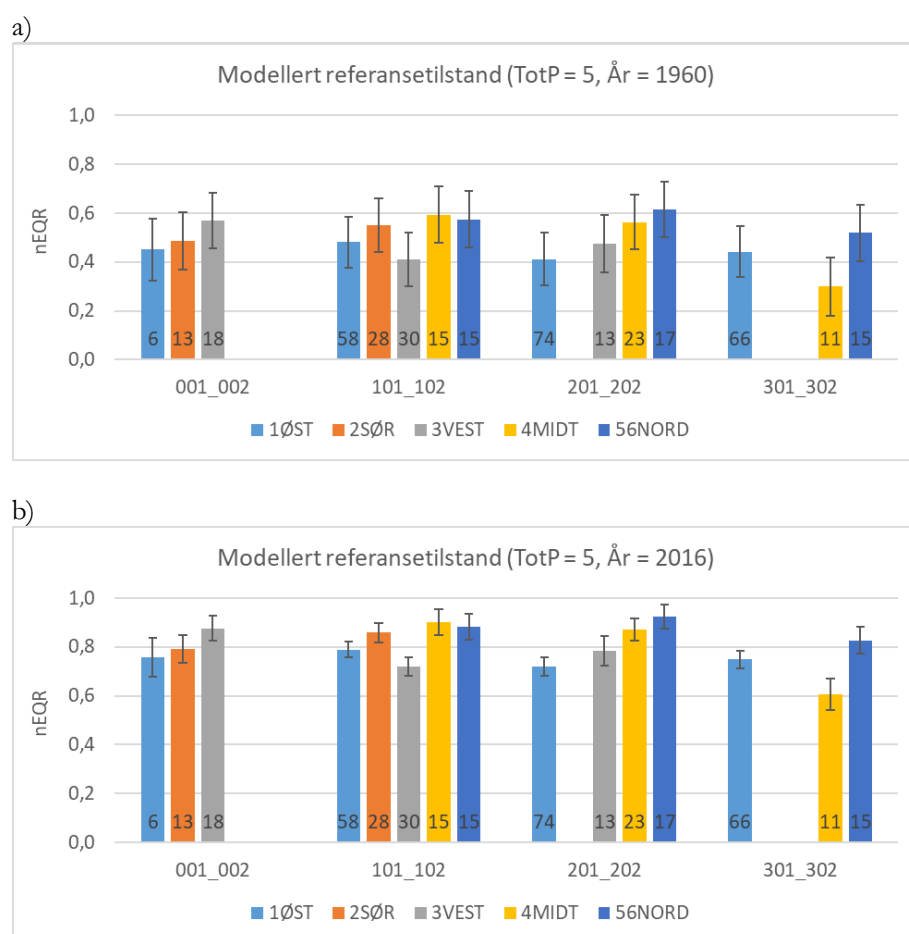 a)
Modellert referansetilstand (TotP = 5, År = 1960)
nEQR
1,0
0,8
0,6
0,4
0,2
0,0
6 13 18 58 28 30 15 15 74 13 23 17 66 11 15
001_002 101_102 201_202 301_302
1ØST 2SØR 3VEST 4MIDT 56NORD
b)
Modellert referansetilstand (TotP = 5, År = 2016)
nEQR
1,0
0,8
0,6
0,4
0,2
0,0
6 13 18 58 28 30 15 15 74 13 23 17 66 11 15
001_002 101_102 201_202 301_302
1ØST 2SØR 3VEST 4MIDT 56NORD